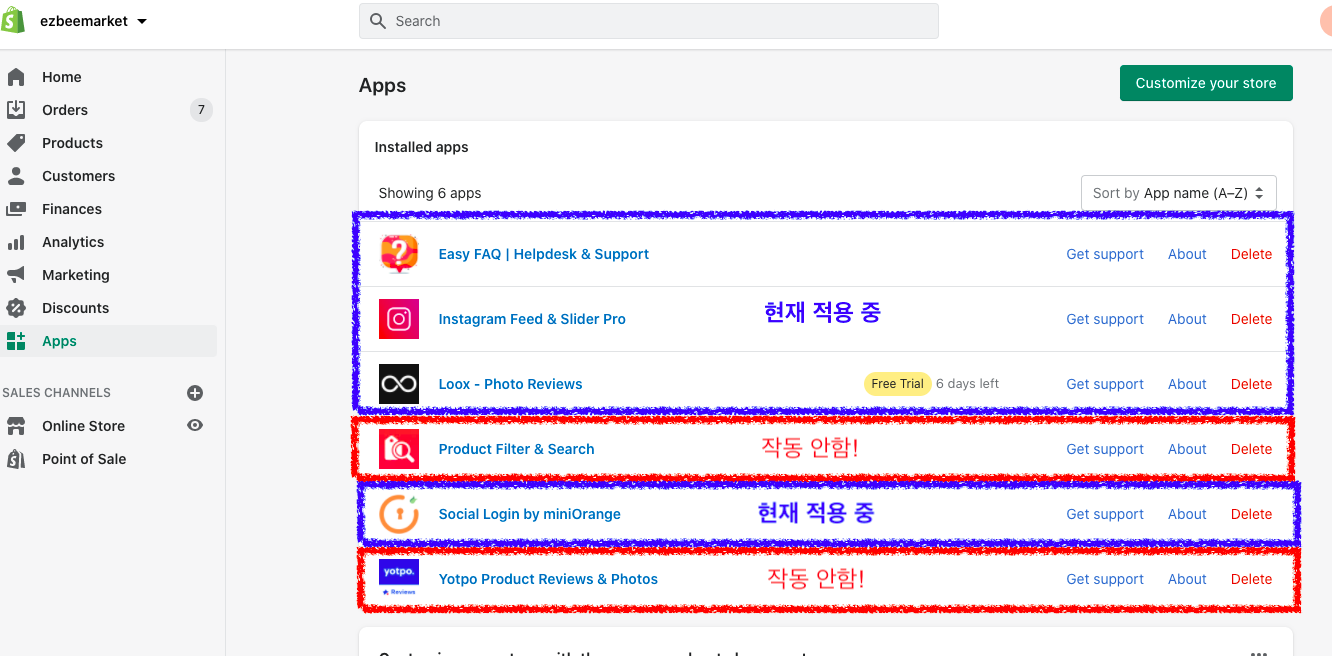 ezbeemarket
Search
Home
Orders 7
Products
Customers
Finances
Analytics
Marketing
Discounts
Apps
SALES CHANNELS
Online Store
Point of Sale
Apps
Customize your store
Installed apps
Showing 6 apps
Sort by App name (A–Z)
Easy FAQ | Helpdesk & Support Get support About Delete
Instagram Feed & Slider Pro 현재 적용 중 Get support About Delete
Loox - Photo Reviews Free Trial 6 days left Get support About Delete
Product Filter & Search 작동 안함! Get support About Delete
Social Login by miniOrange 현재 적용 중 Get support About Delete
yotpo.
Reviews
Yotpo Product Reviews & Photos 작동 안함! Get support About Delete